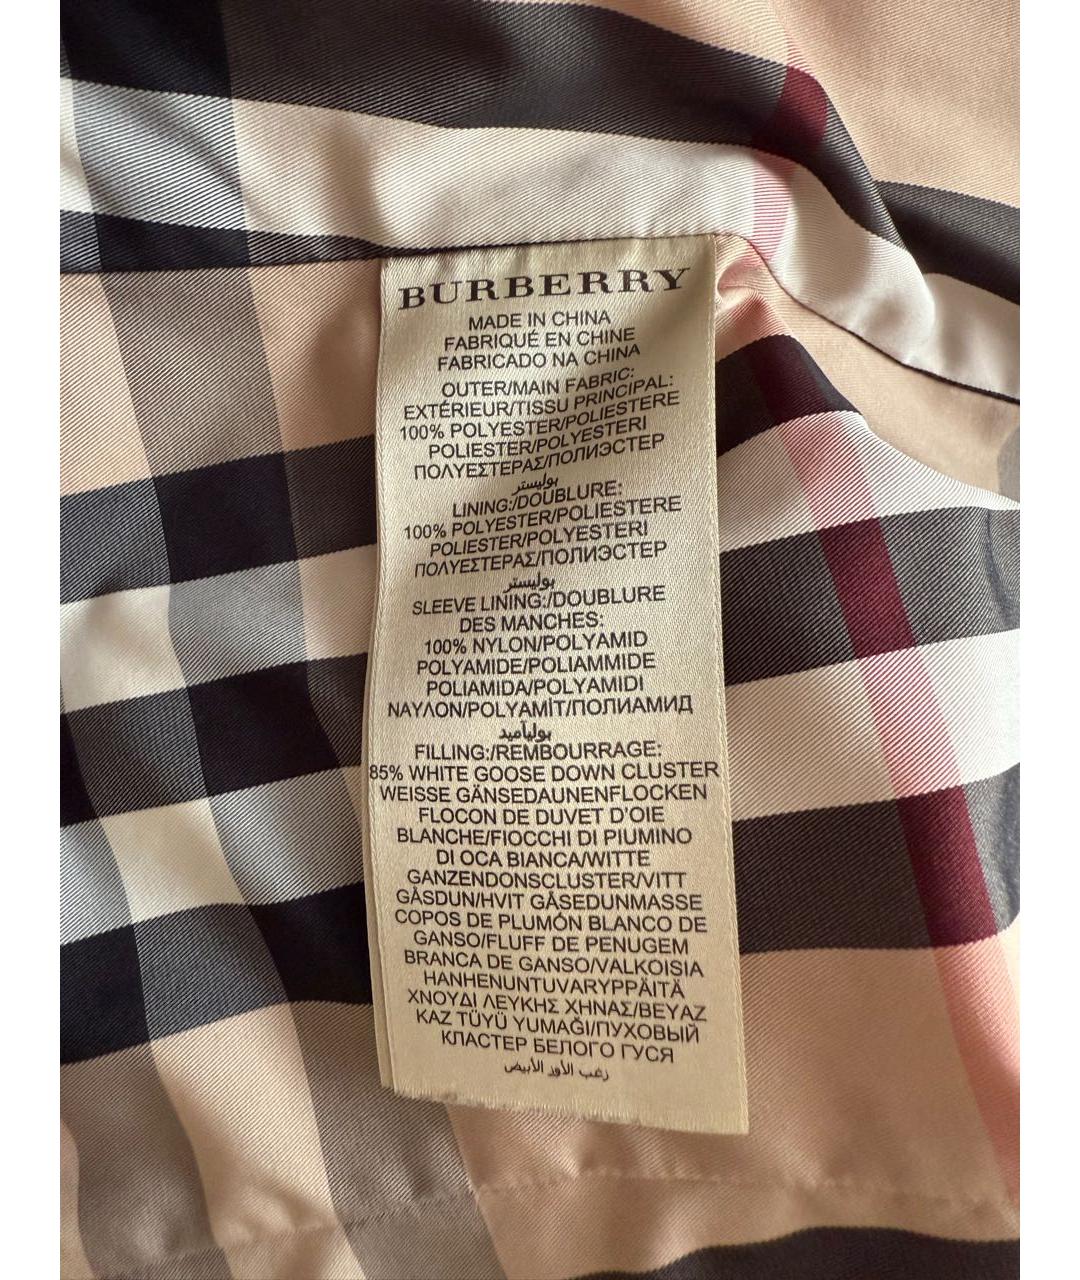 BURBERRY
MADE IN CHINA
FABRIQUÉ EN CHINE
FABRICADO NA CHINA
OUTER/MAIN FABRIC:
EXTÉRIEUR/TISSU PRINCIPAL:
100% POLYESTER/POLIESTERE
POLIESTER/POLYESTERI
ΠΟΛΥΕΣΤΕΡΑΣ/ПОЛИЭСТЕР
بوليستر
LINING:/DOUBLURE:
100% POLYESTER/POLIESTERE
POLIESTER/POLYESTERI
ΠΟΛΥΕΣΤΕΡΑΣ/ПОЛИЭСТЕР
بوليستر
SLEEVE LINING:/DOUBLURE
DES MANCHES:
100% NYLON/POLYAMID
POLYAMIDE/POLIAMMIDE
POLIAMIDA/POLYAMIDI
ΝΑΥΛΟΝ/POLYAMİT/ПОЛИАМИД
بولياميد
FILLING:/REMBOURRAGE:
85% WHITE GOOSE DOWN CLUSTER
WEISSE GÄNSEDAUNENFLOCKEN
FLOCON DE DUVET D'OIE
BLANCHE/FIOCCHI DI PIUMINO
DI OCA BIANCA/WITTE
GANZENDONSCLUSTER/VITT
GÅSDUN/HVIT GÅSEDUNMASSE
COPOS DE PLUMÓN BLANCO DE
GANSO/FLUFF DE PENUGEM
BRANCA DE GANSO/VALKOISIA
HANHENUNTUVARYPPÄITÄ
ΧΝΟΥΔΙ ΛΕΥΚΗΣ ΧΗΝΑΣ/BEYAZ
KAZ TÜYÜ YUMAĞI/ПУХОВЫЙ
КЛАСТЕР БЕЛОГО ГУСЯ
زغب الأوز الأبيض